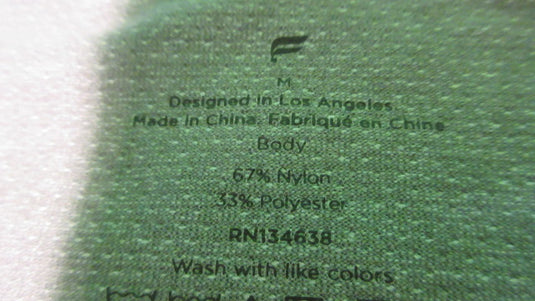 M
Designed in Los Angeles
Made in China. Fabriqué en Chine
Body
67% Nylon
33% Polyester
RN134638
Wash with like colors